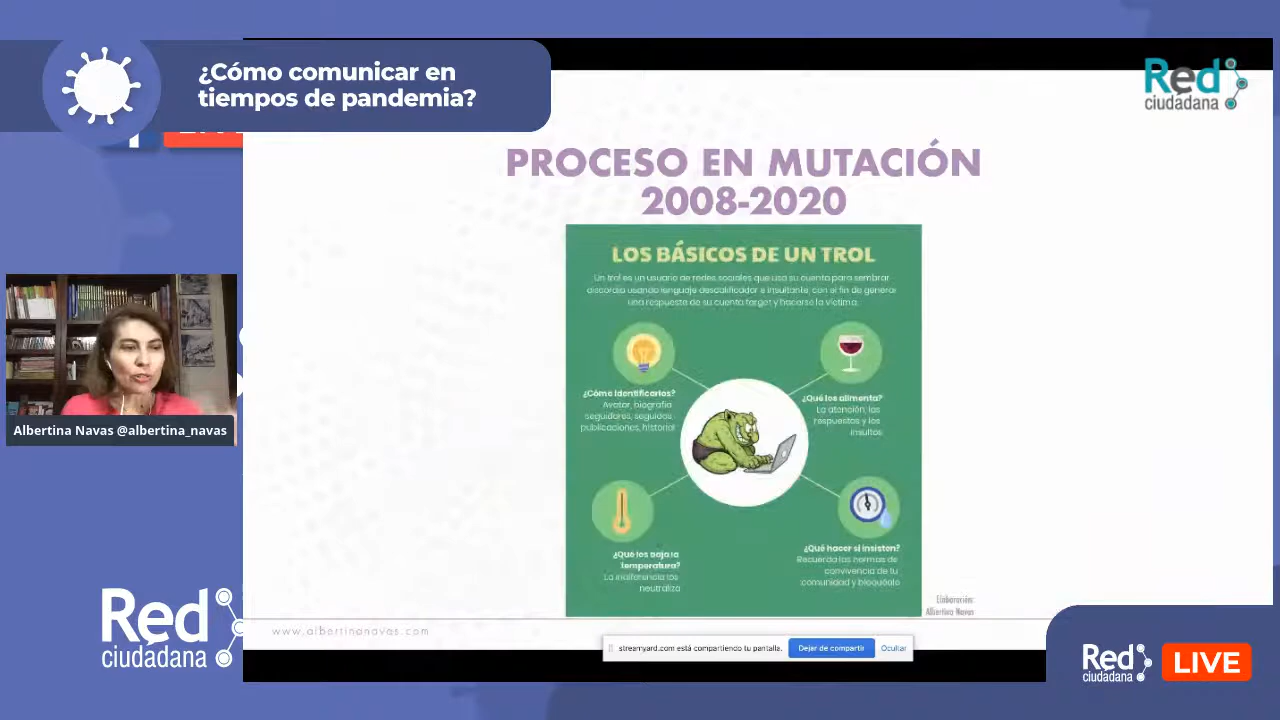 ¿Cómo comunicar en
tiempos de pandemia?
Red
ciudadana
PROCESO EN MUTACIÓN
2008-2020
LOS BÁSICOS DE UN TROL
Un trol es un usuario de redes sociales que usa su cuenta para sembrar
discordia usando lenguaje descalificador e insultante, con el fin de generar
una respuesta de su cuenta target y hacerse la víctima.
¿Cómo identificarlos?
Avatar, biografía
seguidores, seguidos,
publicaciones, historial
¿Qué los alimenta?
La atención, las
respuestas y los
insultos
¿Qué les baja la
temperatura?
La indiferencia los
neutraliza
¿Qué hacer si insisten?
Recuerda las normas de
convivencia de tu
comunidad y bloquéalo
Elaboración:
Albertina Navas
Albertina Navas @albertina_navas
www.albertinanavas.com
streamyard.com está compartiendo tu pantalla.
Dejar de compartir
Ocultar
Red
ciudadana
Red
ciudadana
LIVE